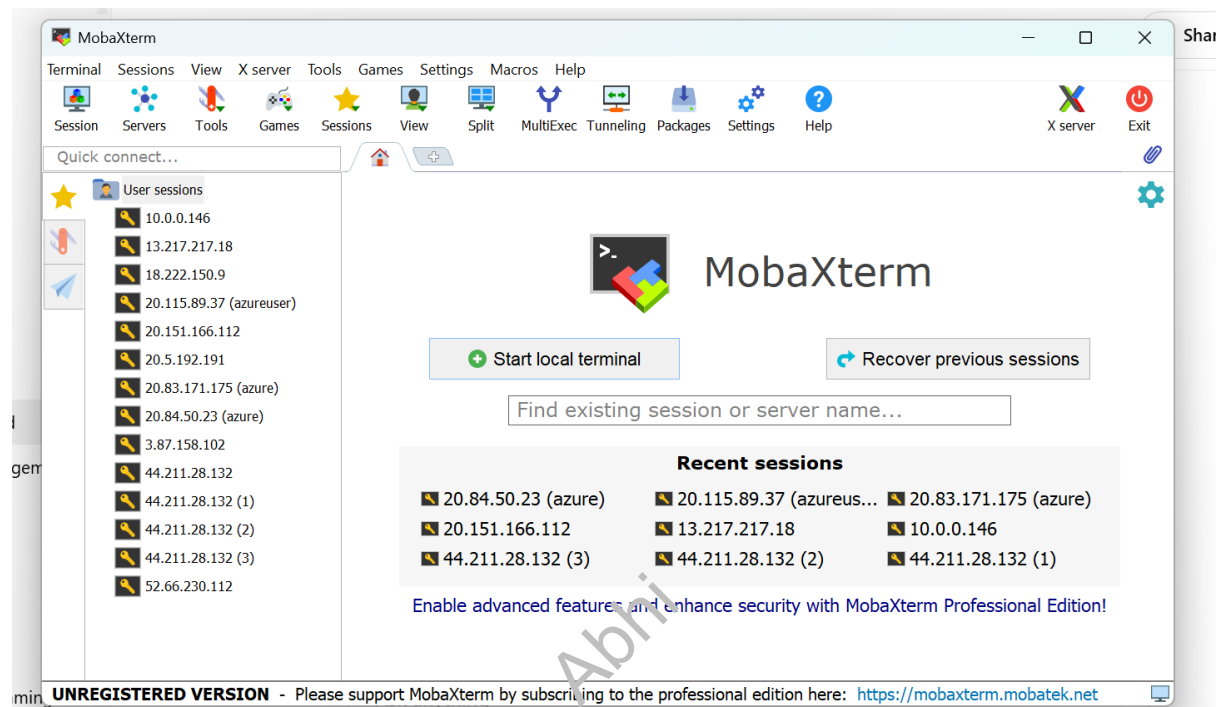 MobaXterm
Shar
Terminal Sessions View X server Tools Games Settings Macros Help
Session Servers Tools Games Sessions View Split MultiExec Tunneling Packages Settings Help X server Exit
Quick connect...
User sessions
10.0.0.146
13.217.217.18
18.222.150.9
20.115.89.37 (azureuser)
20.151.166.112
20.5.192.191
20.83.171.175 (azure)
20.84.50.23 (azure)
3.87.158.102
44.211.28.132
44.211.28.132 (1)
44.211.28.132 (2)
44.211.28.132 (3)
52.66.230.112
gem
>_
MobaXterm
Start local terminal Recover previous sessions
Find existing session or server name...
Recent sessions
20.84.50.23 (azure) 20.115.89.37 (azureus... 20.83.171.175 (azure)
20.151.166.112 13.217.217.18 10.0.0.146
44.211.28.132 (3) 44.211.28.132 (2) 44.211.28.132 (1)
Enable advanced features and enhance security with MobaXterm Professional Edition!
Abhi
ming
UNREGISTERED VERSION - Please support MobaXterm by subscribing to the professional edition here: https://mobaxterm.mobatek.net